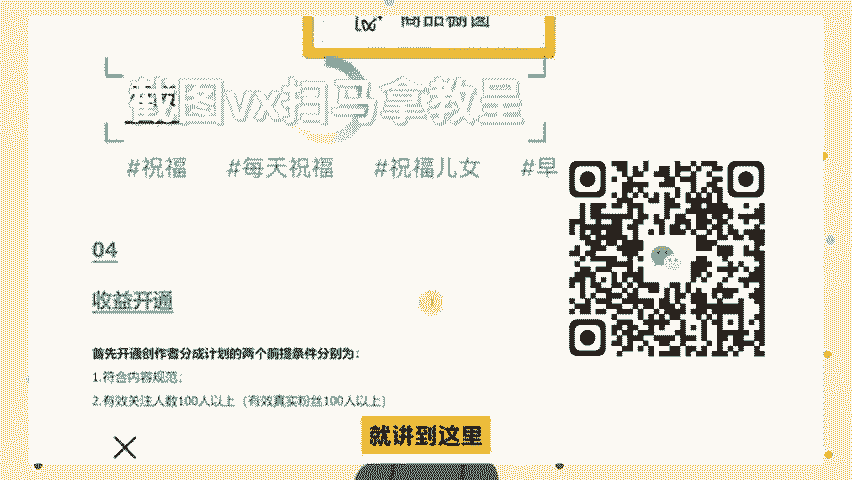 商品橱窗
截图vx扫马拿教呈
#祝福 #每天祝福 #祝福儿女 #早
04
收益开通
首先开通创作者分成计划的两个前提条件分别为:
1.符合内容规范;
2.有效关注人数100人以上(有效真实粉丝100人以上)
就讲到这里